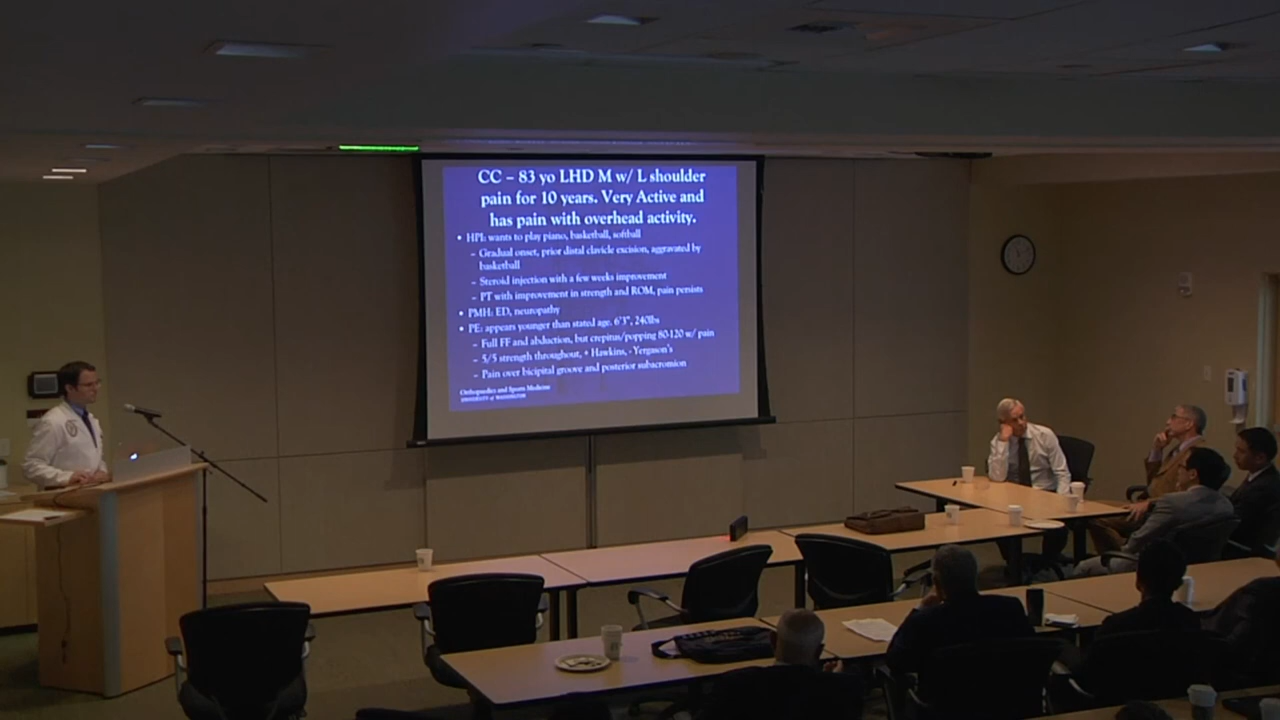 CC – 83 yo LHD M w/ L shoulder
pain for 10 years. Very Active and
has pain with overhead activity.
• HPI: wants to play piano, basketball, softball
– Gradual onset, prior distal clavicle excision, aggravated by
basketball
– Steroid injection with a few weeks improvement
– PT with improvement in strength and ROM, pain persists
• PMH: ED, neuropathy
• PE: appears younger than stated age. 6'3", 240lbs
– Full FF and abduction, but crepitus/popping 80-120 w/ pain
– 5/5 strength throughout, + Hawkins, - Yergason's
– Pain over bicipital groove and posterior subacromion
Orthopaedics and Sports Medicine
UNIVERSITY of WASHINGTON